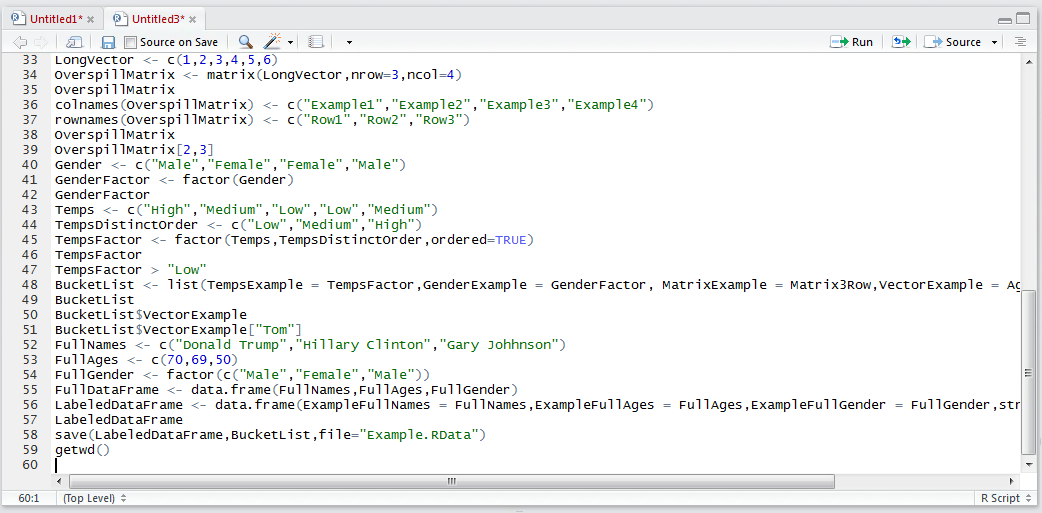 Untitled1* Untitled3*
Source on Save Run Source
33 LongVector <- c(1,2,3,4,5,6)
34 OverspillMatrix <- matrix(LongVector,nrow=3,ncol=4)
35 OverspillMatrix
36 colnames(OverspillMatrix) <- c("Example1","Example2","Example3","Example4")
37 rownames(OverspillMatrix) <- c("Row1","Row2","Row3")
38 OverspillMatrix
39 OverspillMatrix[2,3]
40 Gender <- c("Male","Female","Female","Male")
41 GenderFactor <- factor(Gender)
42 GenderFactor
43 Temps <- c("High","Medium","Low","Low","Medium")
44 TempsDistinctOrder <- c("Low","Medium","High")
45 TempsFactor <- factor(Temps,TempsDistinctOrder,ordered=TRUE)
46 TempsFactor
47 TempsFactor > "Low"
48 BucketList <- list(TempsExample = TempsFactor,GenderExample = GenderFactor, MatrixExample = Matrix3Row,VectorExample = Ag
49 BucketList
50 BucketList$VectorExample
51 BucketList$VectorExample["Tom"]
52 FullNames <- c("Donald Trump","Hillary Clinton","Gary Johhnson")
53 FullAges <- c(70,69,50)
54 FullGender <- factor(c("Male","Female","Male"))
55 FullDataFrame <- data.frame(FullNames,FullAges,FullGender)
56 LabeledDataFrame <- data.frame(ExampleFullNames = FullNames,ExampleFullAges = FullAges,ExampleFullGender = FullGender,str
57 LabeledDataFrame
58 save(LabeledDataFrame,BucketList,file="Example.RData")
59 getwd()
60
60:1 (Top Level) R Script